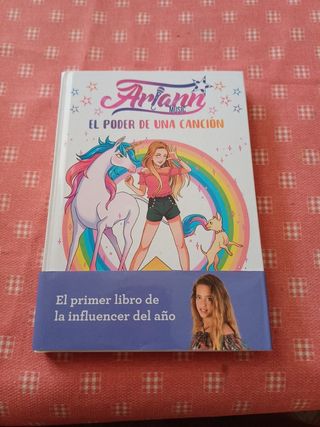 Ariann
Music
EL PODER DE UNA CANCIÓN
El primer libro de
la influencer del año